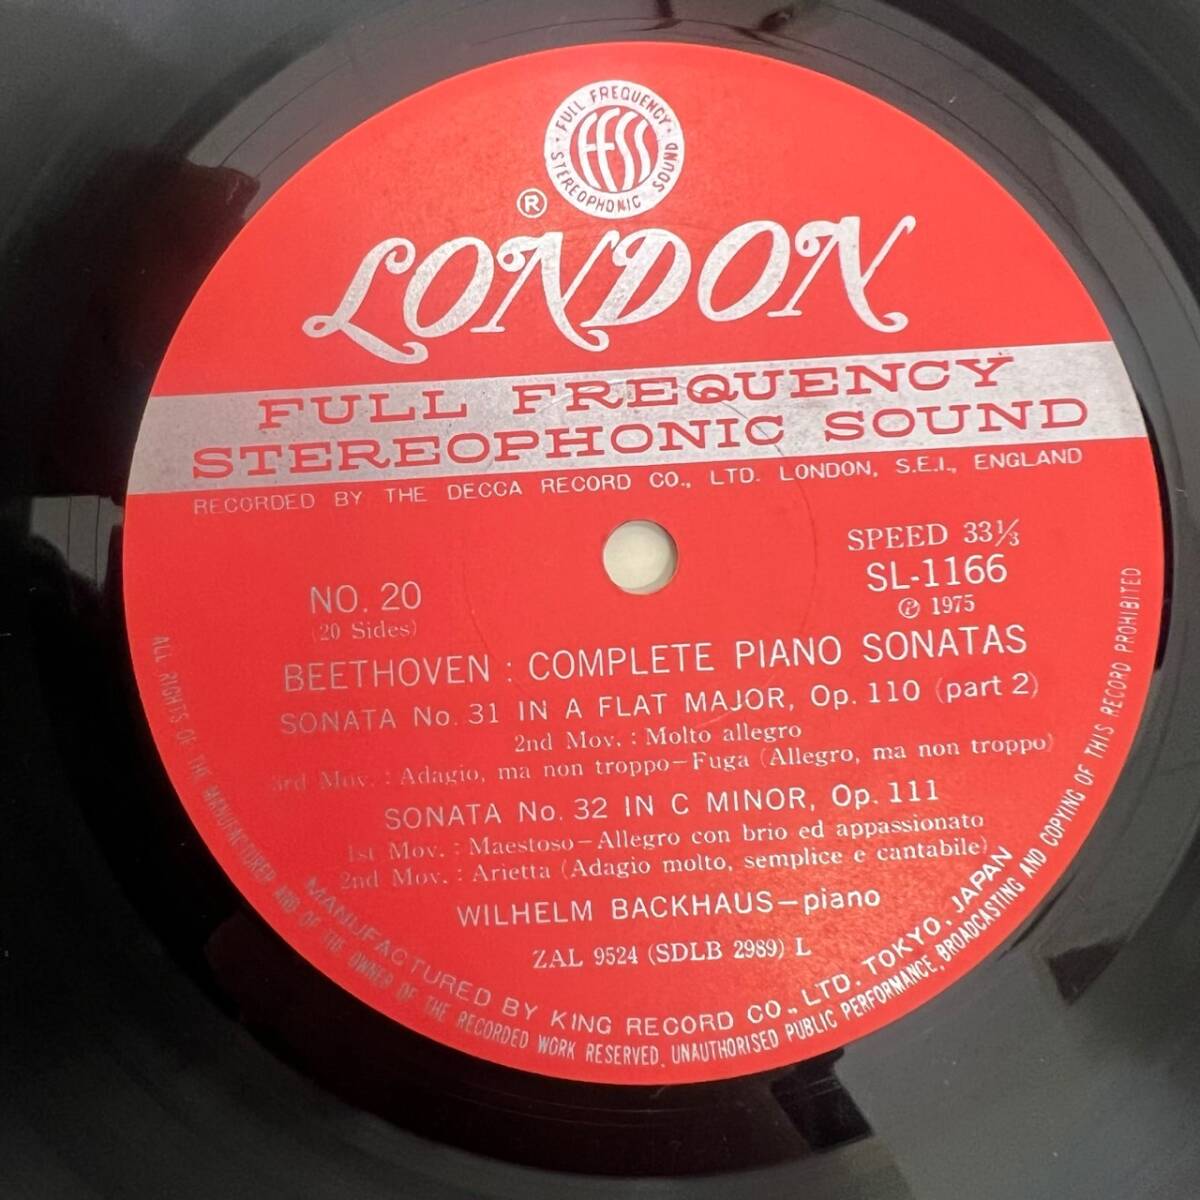 FULL FREQUENCY
STEREOPHONIC SOUND
FFSS
®
LONDON
FULL FREQUENCY
STEREOPHONIC SOUND
RECORDED BY THE DECCA RECORD CO., LTD. LONDON, S.E.I., ENGLAND
SPEED 33⅓
NO. 20
SL-1166
(20 Sides)
℗ 1975
BEETHOVEN : COMPLETE PIANO SONATAS
SONATA No. 31 IN A FLAT MAJOR, Op. 110 (part 2)
2nd Mov. : Molto allegro
3rd Mov. : Adagio, ma non troppo–Fuga (Allegro, ma non troppo)
SONATA No. 32 IN C MINOR, Op. 111
1st Mov. : Maestoso–Allegro con brio ed appassionato
2nd Mov. : Arietta (Adagio molto, semplice e cantabile)
WILHELM BACKHAUS–piano
ZAL 9524 (SDLB 2989) L
MANUFACTURED BY KING RECORD CO., LTD. TOKYO, JAPAN
ALL RIGHTS OF THE MANUFACTURER AND OF THE OWNER OF THE RECORDED WORK RESERVED. UNAUTHORISED PUBLIC PERFORMANCE, BROADCASTING AND COPYING OF THIS RECORD PROHIBITED